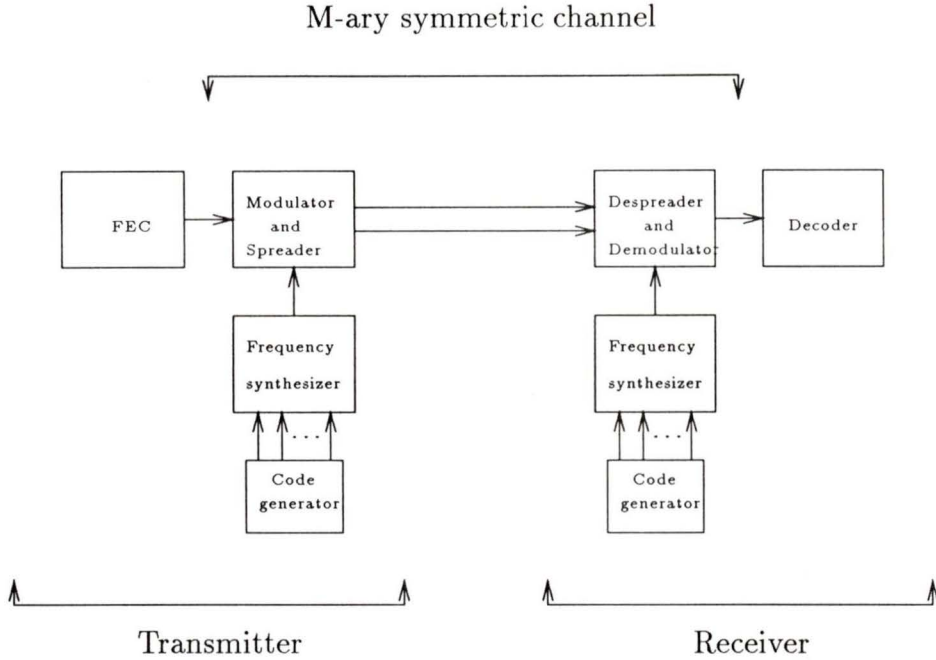 M-ary symmetric channel
FEC
Modulator
and
Spreader
Despreader
and
Demodulator
Decoder
Frequency
synthesizer
Frequency
synthesizer
...
...
Code
generator
Code
generator
Transmitter
Receiver